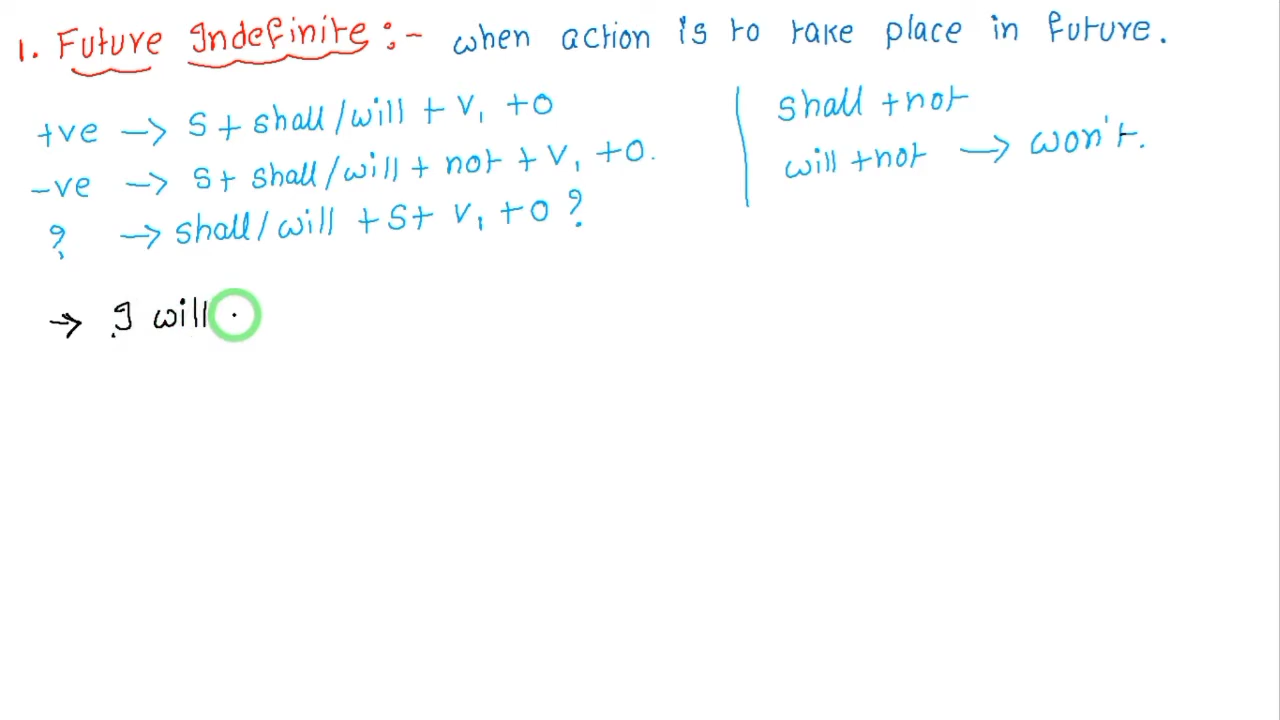 1. Future Indefinite :- when action is to take place in future.
+ve → S + shall/will + V₁ + O
-ve → S + shall/will + not + V₁ + O.
? → shall/will + S + V₁ + O ?
shall + not
will + not → won't.
→ I will